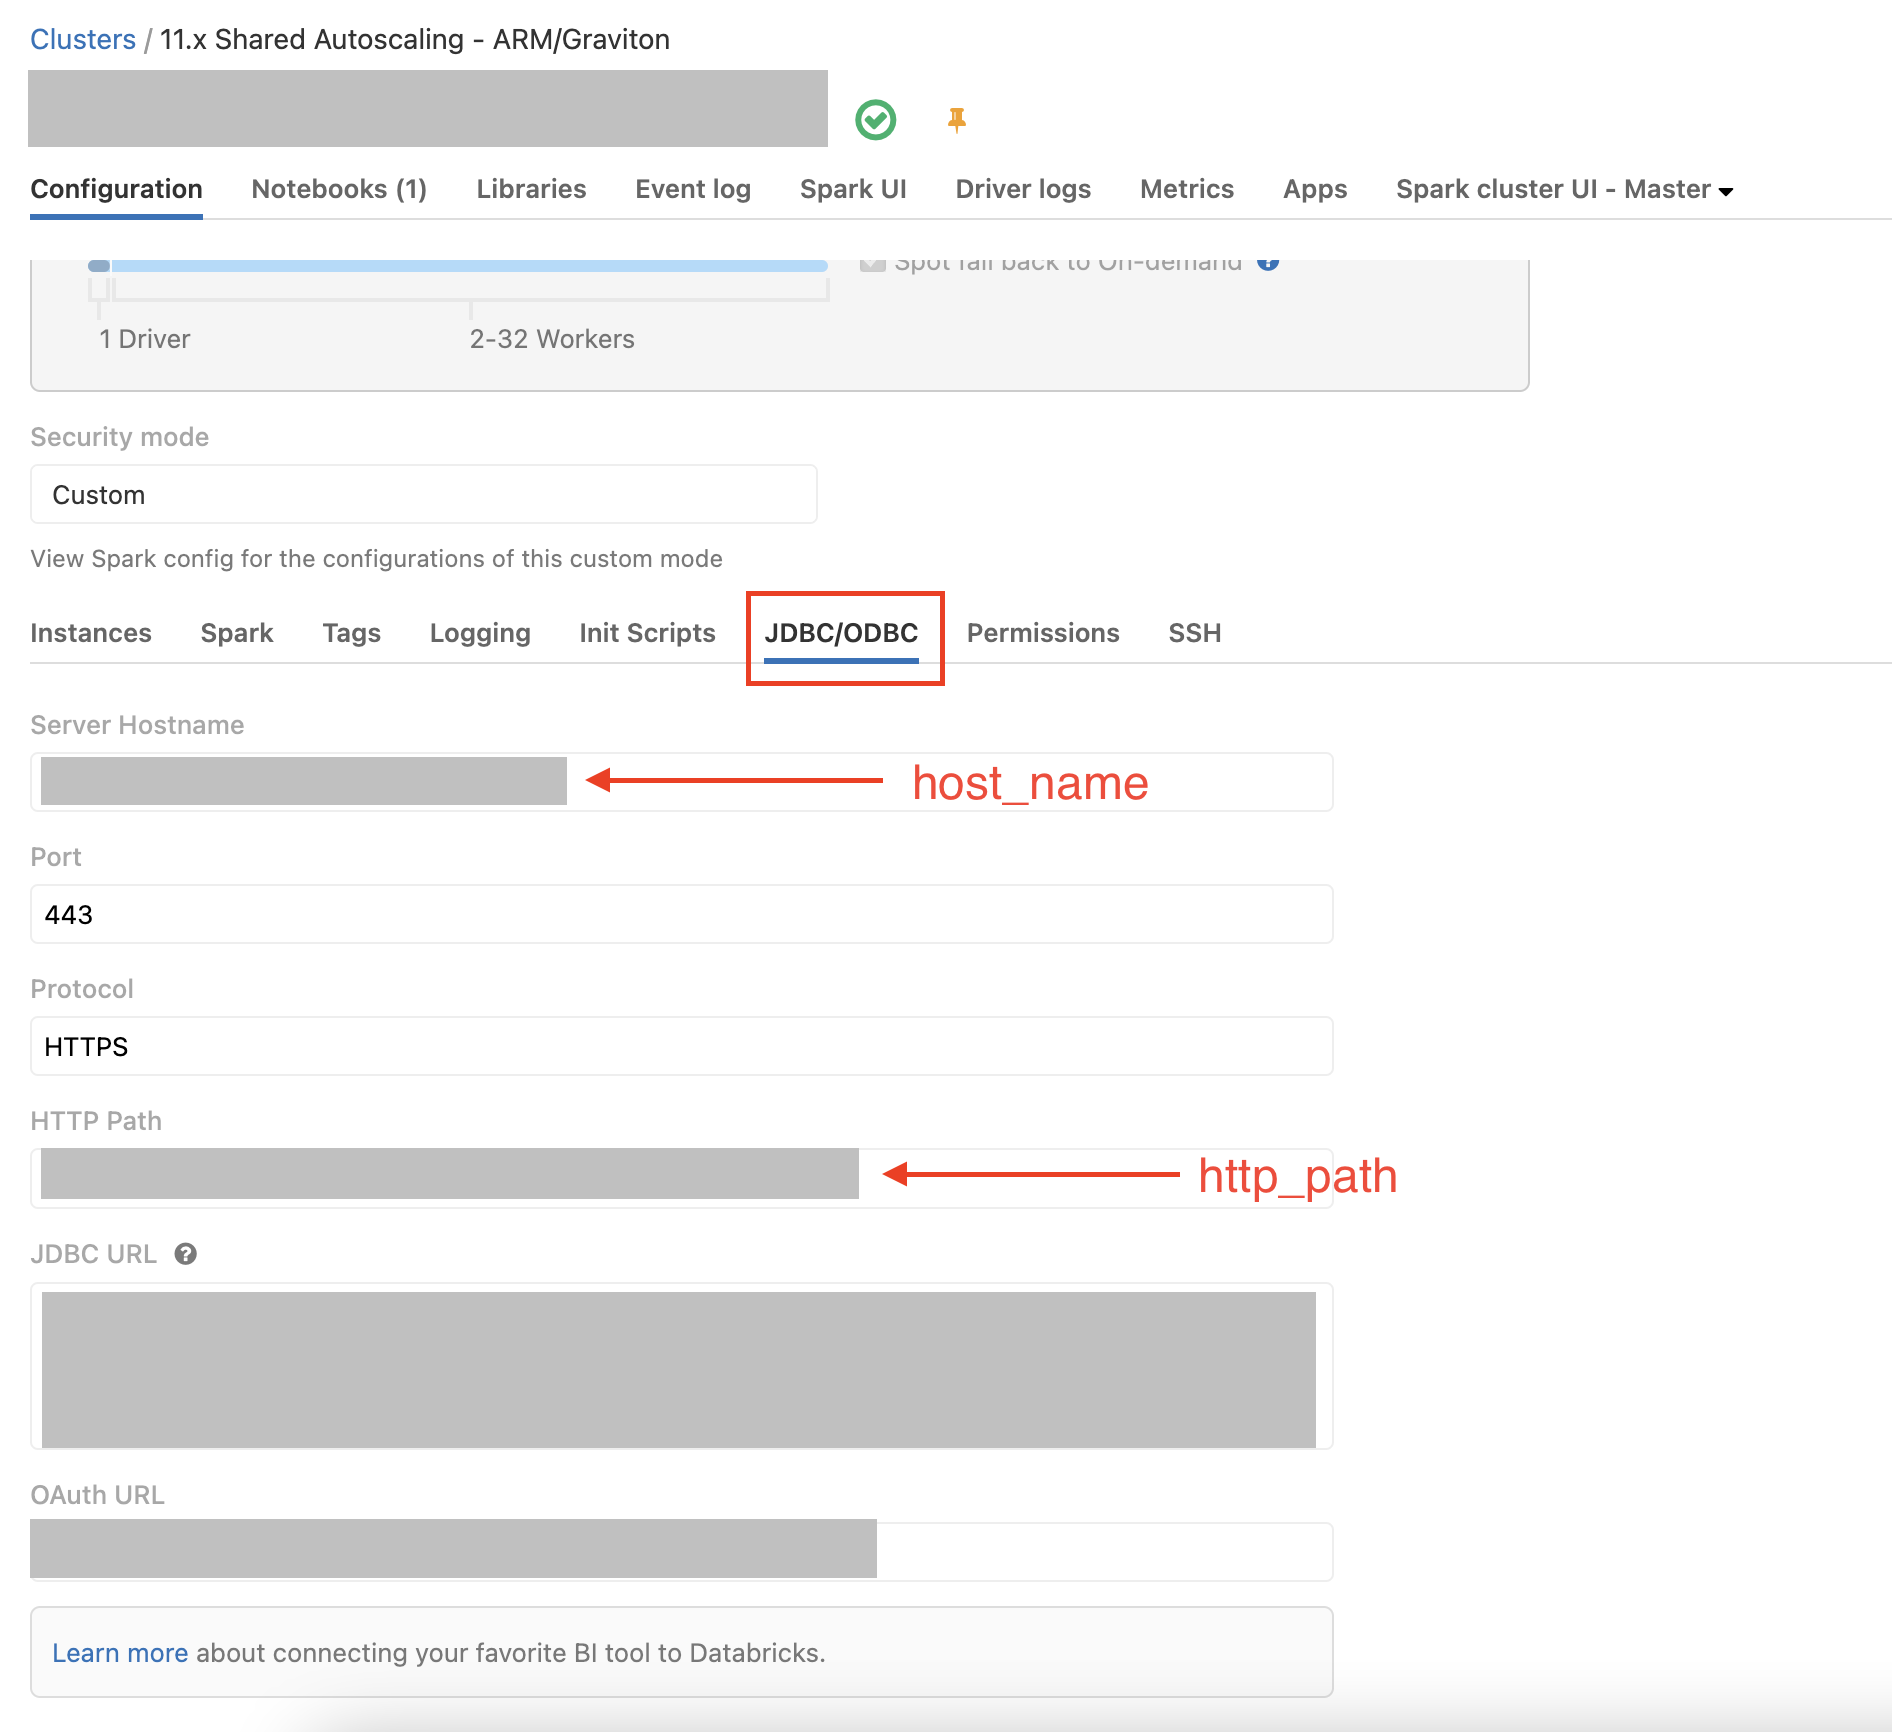 Clusters / 11.x Shared Autoscaling - ARM/Graviton
Configuration Notebooks (1) Libraries Event log Spark UI Driver logs Metrics Apps Spark cluster UI - Master
Spot fall back to On-demand
1 Driver 2-32 Workers
Security mode
Custom
View Spark config for the configurations of this custom mode
Instances Spark Tags Logging Init Scripts JDBC/ODBC Permissions SSH
Server Hostname
host_name
Port
443
Protocol
HTTPS
HTTP Path
http_path
JDBC URL ?
OAuth URL
Learn more about connecting your favorite BI tool to Databricks.